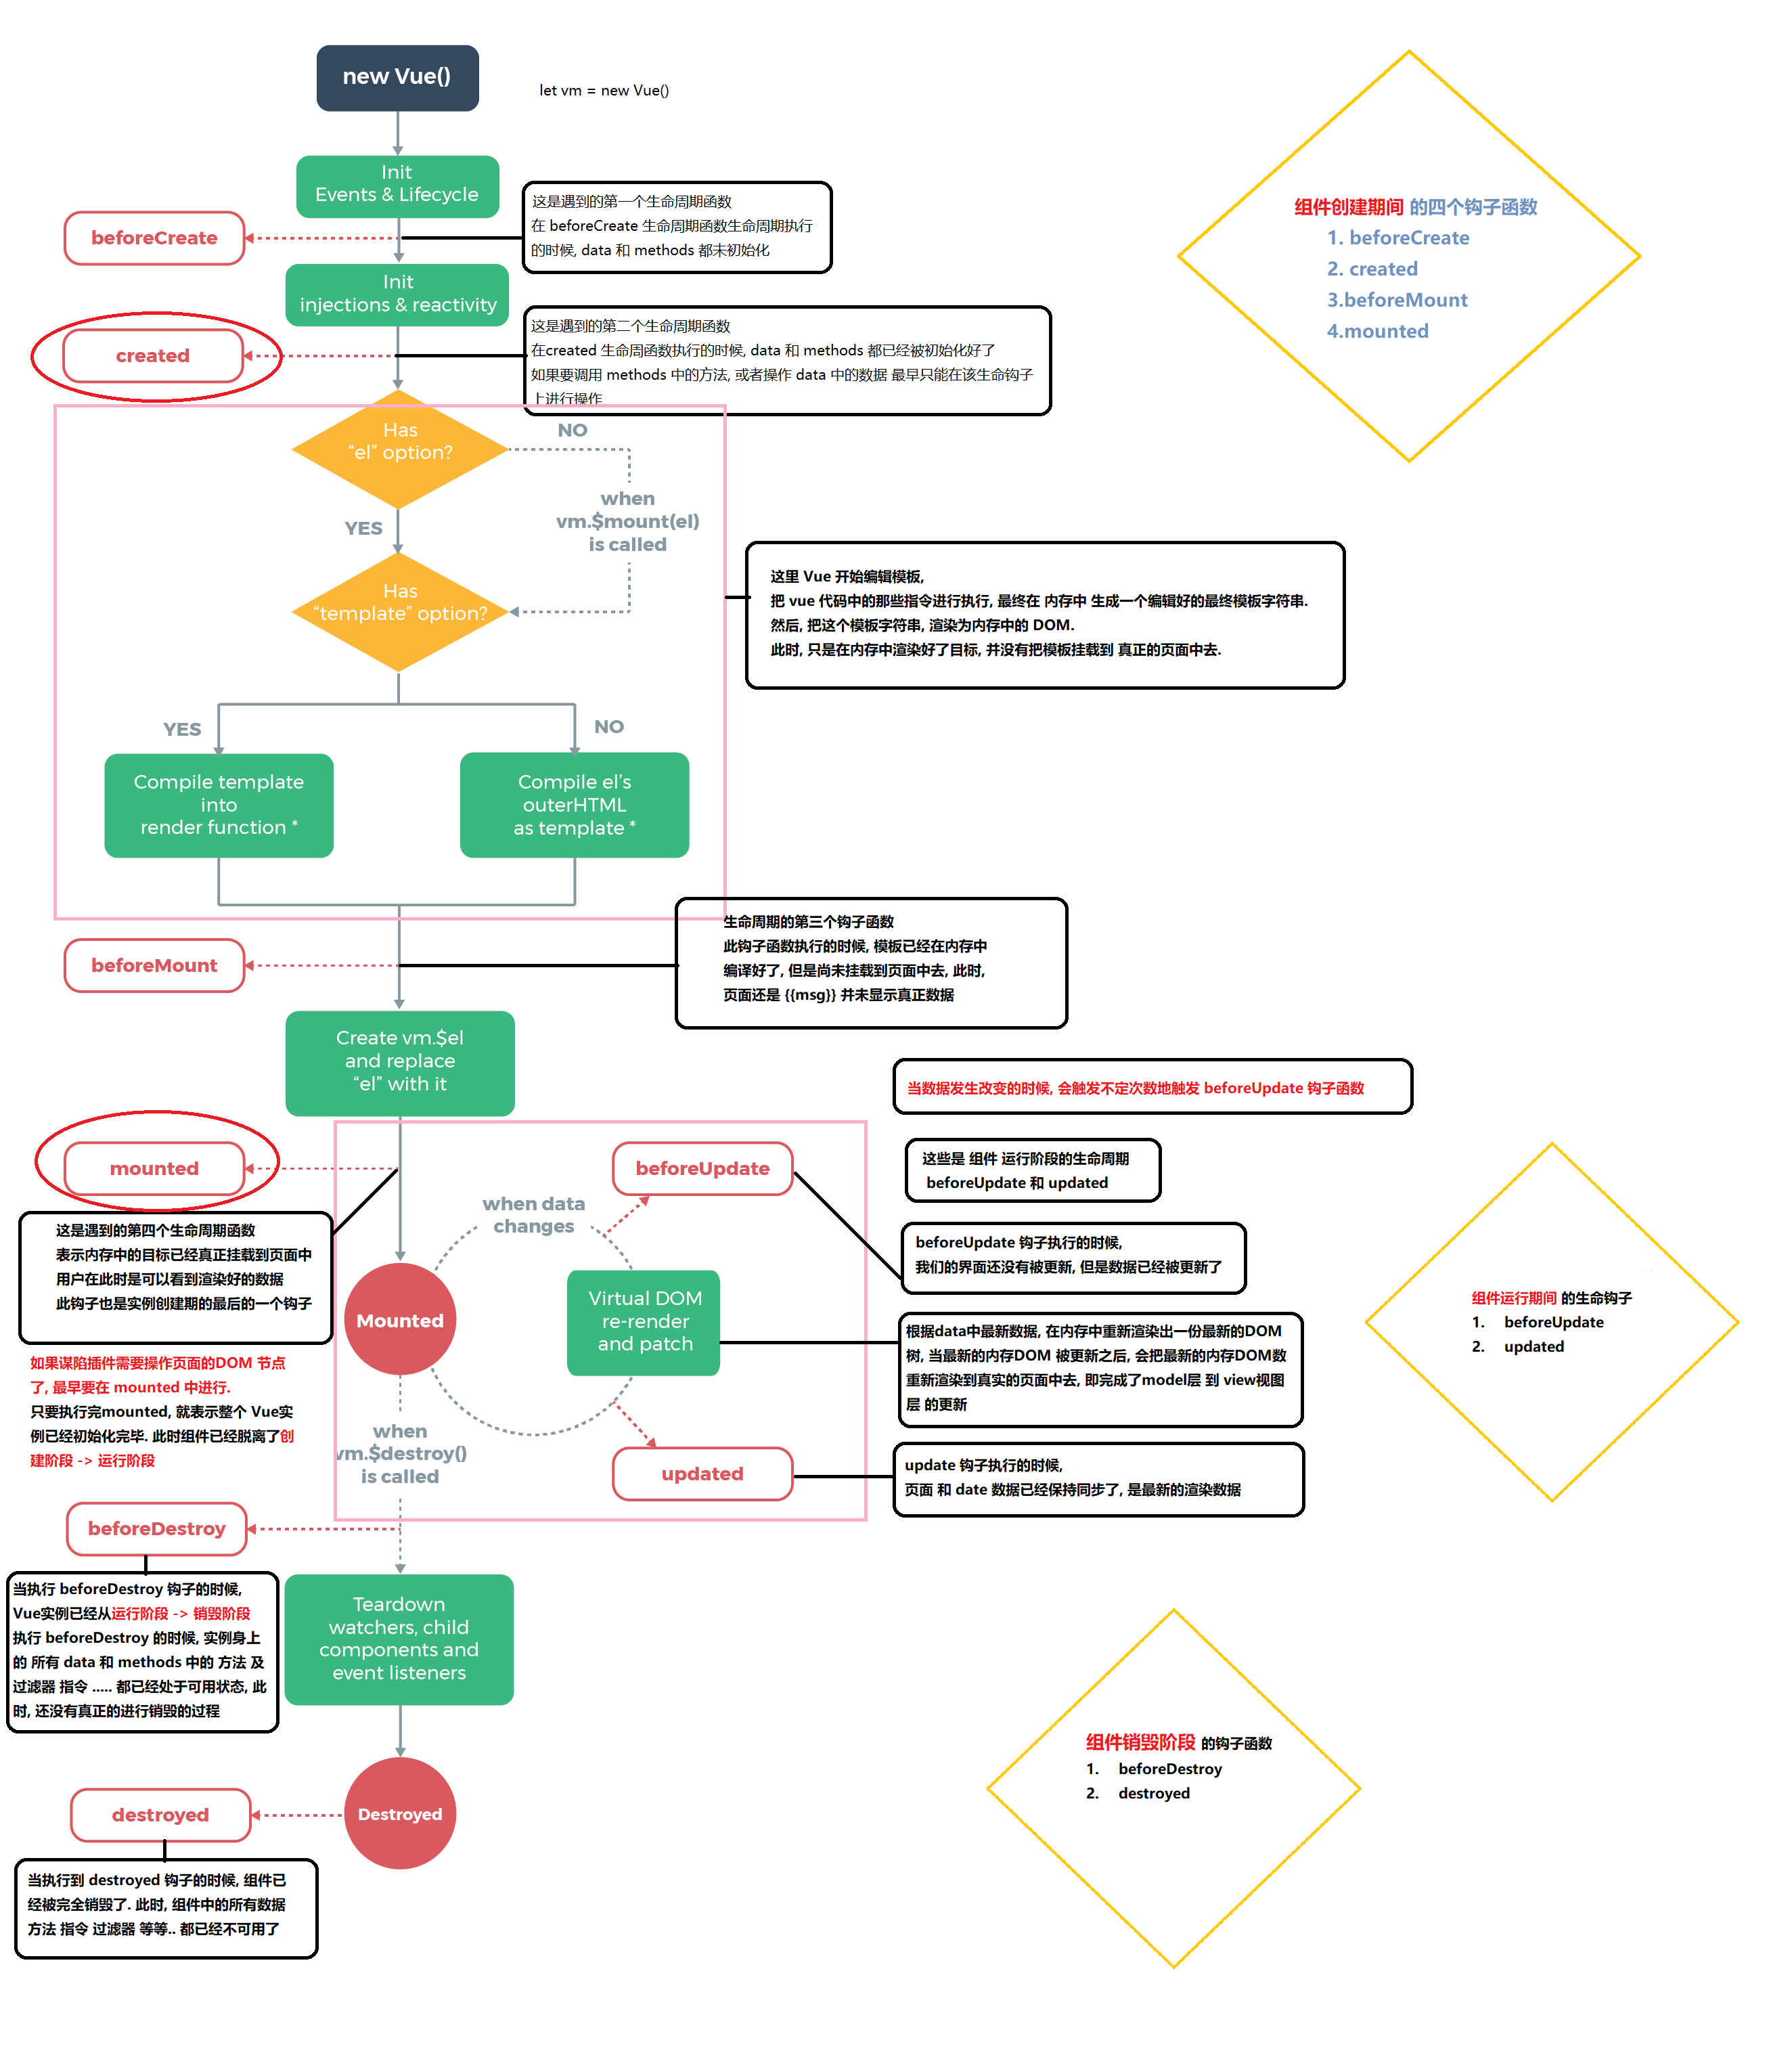 new Vue()
let vm = new Vue()
Init
Events & Lifecycle
这是遇到的第一个生命周期函数
在 beforeCreate 生命周期函数生命周期执行
的时候, data 和 methods 都未初始化
beforeCreate
组件创建期间 的四个钩子函数
1. beforeCreate
2. created
3.beforeMount
4.mounted
Init
injections & reactivity
这是遇到的第二个生命周期函数
在created 生命周函数执行的时候, data 和 methods 都已经被初始化好了
如果要调用 methods 中的方法, 或者操作 data 中的数据 最早只能在该生命钩子
上进行操作
created
Has
“el” option?
NO
when
vm.$mount(el)
is called
YES
Has
“template” option?
这里 Vue 开始编辑模板,
把 vue 代码中的那些指令进行执行, 最终在 内存中 生成一个编辑好的最终模板字符串.
然后, 把这个模板字符串, 渲染为内存中的 DOM.
此时, 只是在内存中渲染好了目标, 并没有把模板挂载到 真正的页面中去.
YES
NO
Compile template
into
render function *
Compile el’s
outerHTML
as template *
生命周期的第三个钩子函数
此钩子函数执行的时候, 模板已经在内存中
编译好了, 但是尚未挂载到页面中去, 此时,
页面还是 {{msg}} 并未显示真正数据
beforeMount
Create vm.$el
and replace
“el” with it
当数据发生改变的时候, 会触发不定次数地触发 beforeUpdate 钩子函数
mounted
beforeUpdate
这些是 组件 运行阶段的生命周期
beforeUpdate 和 updated
when data
changes
这是遇到的第四个生命周期函数
表示内存中的目标已经真正挂载到页面中
用户在此时是可以看到渲染好的数据
此钩子也是实例创建期的最后的一个钩子
beforeUpdate 钩子执行的时候,
我们的界面还没有被更新, 但是数据已经被更新了
Mounted
Virtual DOM
re-render
and patch
组件运行期间 的生命钩子
1. beforeUpdate
2. updated
根据data中最新数据, 在内存中重新渲染出一份最新的DOM
树, 当最新的内存DOM 被更新之后, 会把最新的内存DOM数
重新渲染到真实的页面中去, 即完成了model层 到 view视图
层 的更新
如果谋陷插件需要操作页面的DOM 节点
了, 最早要在 mounted 中进行.
只要执行完mounted, 就表示整个 Vue实
例已经初始化完毕. 此时组件已经脱离了创
建阶段 -> 运行阶段
when
vm.$destroy()
is called
updated
update 钩子执行的时候,
页面 和 date 数据已经保持同步了, 是最新的渲染数据
beforeDestroy
当执行 beforeDestroy 钩子的时候,
Vue实例已经从运行阶段 -> 销毁阶段
执行 beforeDestroy 的时候, 实例身上
的 所有 data 和 methods 中的 方法 及
过滤器 指令 ..... 都已经处于可用状态, 此
时, 还没有真正的进行销毁的过程
Teardown
watchers, child
components and
event listeners
组件销毁阶段 的钩子函数
1. beforeDestroy
2. destroyed
destroyed
Destroyed
当执行到 destroyed 钩子的时候, 组件已
经被完全销毁了. 此时, 组件中的所有数据
方法 指令 过滤器 等等.. 都已经不可用了